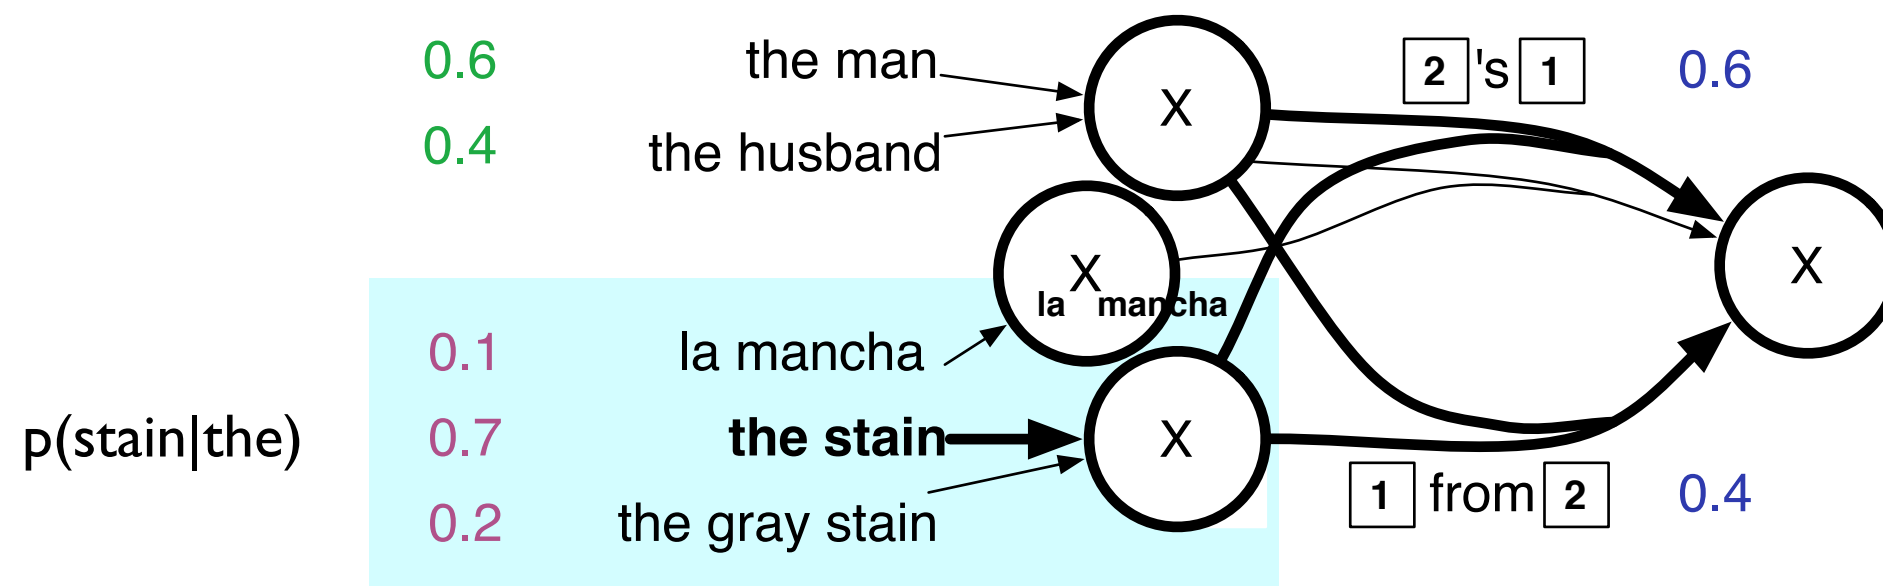 0.6 the man X 2 's 1 0.6
0.4 the husband
X X
la mancha
0.1 la mancha
p(stain|the) 0.7 the stain X
1 from 2 0.4
0.2 the gray stain